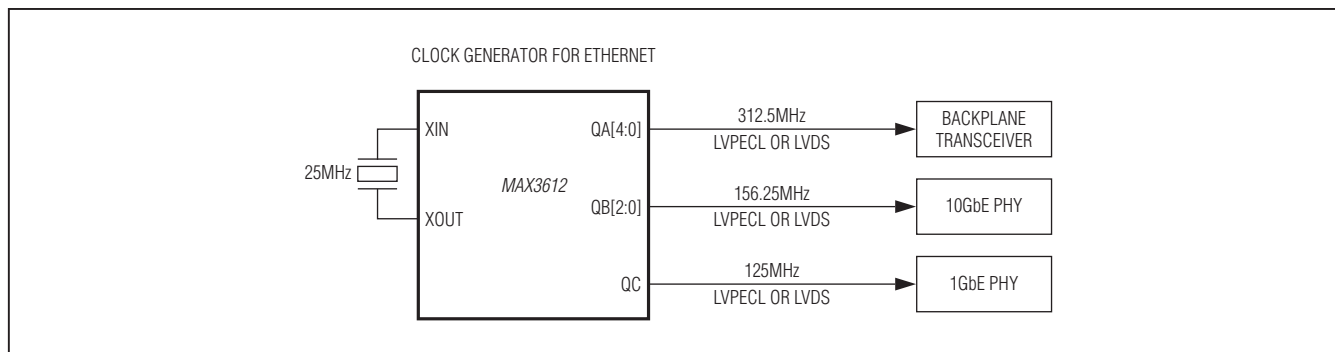 CLOCK GENERATOR FOR ETHERNET
25MHz
XIN
XOUT
MAX3612
QA[4:0]
312.5MHz
LVPECL OR LVDS
BACKPLANE
TRANSCEIVER
QB[2:0]
156.25MHz
LVPECL OR LVDS
10GbE PHY
QC
125MHz
LVPECL OR LVDS
1GbE PHY